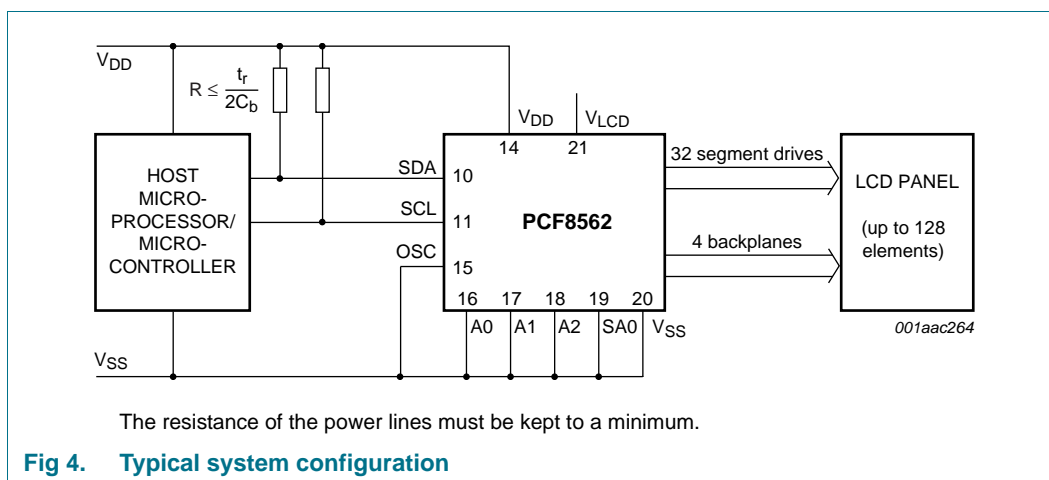 VDD
R ≤ tr
2Cb
VDD
VLCD
14
21
HOST
MICRO-
PROCESSOR/
MICRO-
CONTROLLER
SDA
10
SCL
11
OSC
15
PCF8562
32 segment drives
4 backplanes
LCD PANEL
(up to 128
elements)
16 17 18 19 20
A0 A1 A2 SA0 VSS
001aac264
VSS
The resistance of the power lines must be kept to a minimum.
Fig 4. Typical system configuration